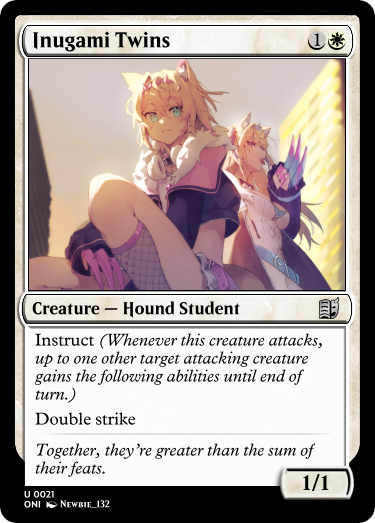 Inugami Twins 1
Creature — Hound Student
Instruct (Whenever this creature attacks,
up to one other target attacking creature
gains the following abilities until end of
turn.)
Double strike
Together, they're greater than the sum of
their feats.
1/1
U 0021
ONI Newbie_132